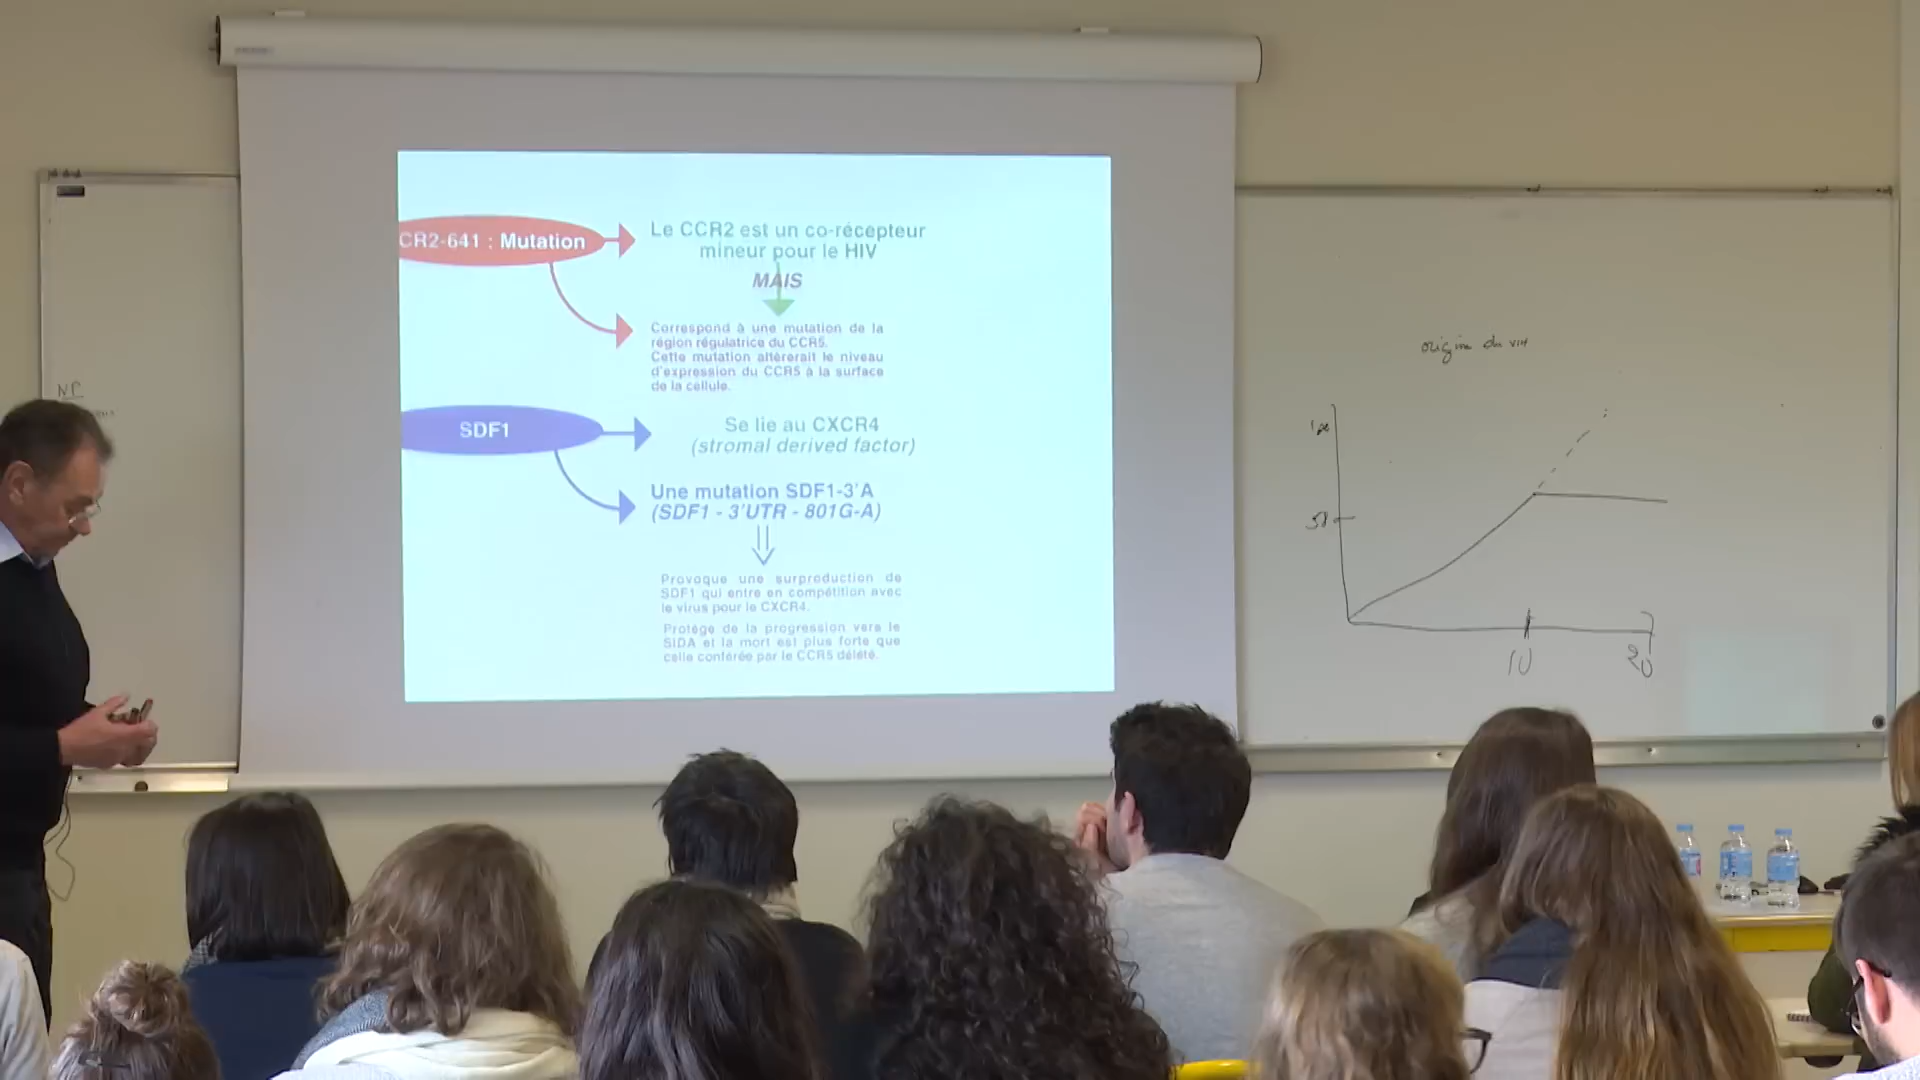 CR2-641 : Mutation
Le CCR2 est un co-récepteur
mineur pour le HIV
MAIS
Correspond à une mutation de la
région régulatrice du CCR5.
Cette mutation altèrerait le niveau
d'expression du CCR5 à la surface
de la cellule.
SDF1
Se lie au CXCR4
(stromal derived factor)
Une mutation SDF1-3'A
(SDF1 - 3'UTR - 801G-A)
Provoque une surproduction de
SDF1 qui entre en compétition avec
le virus pour le CXCR4.
Protège de la progression vers le
SIDA et la mort est plus forte que
celle conférée par le CCR5 délété.
NP
origine du VIH
10
20